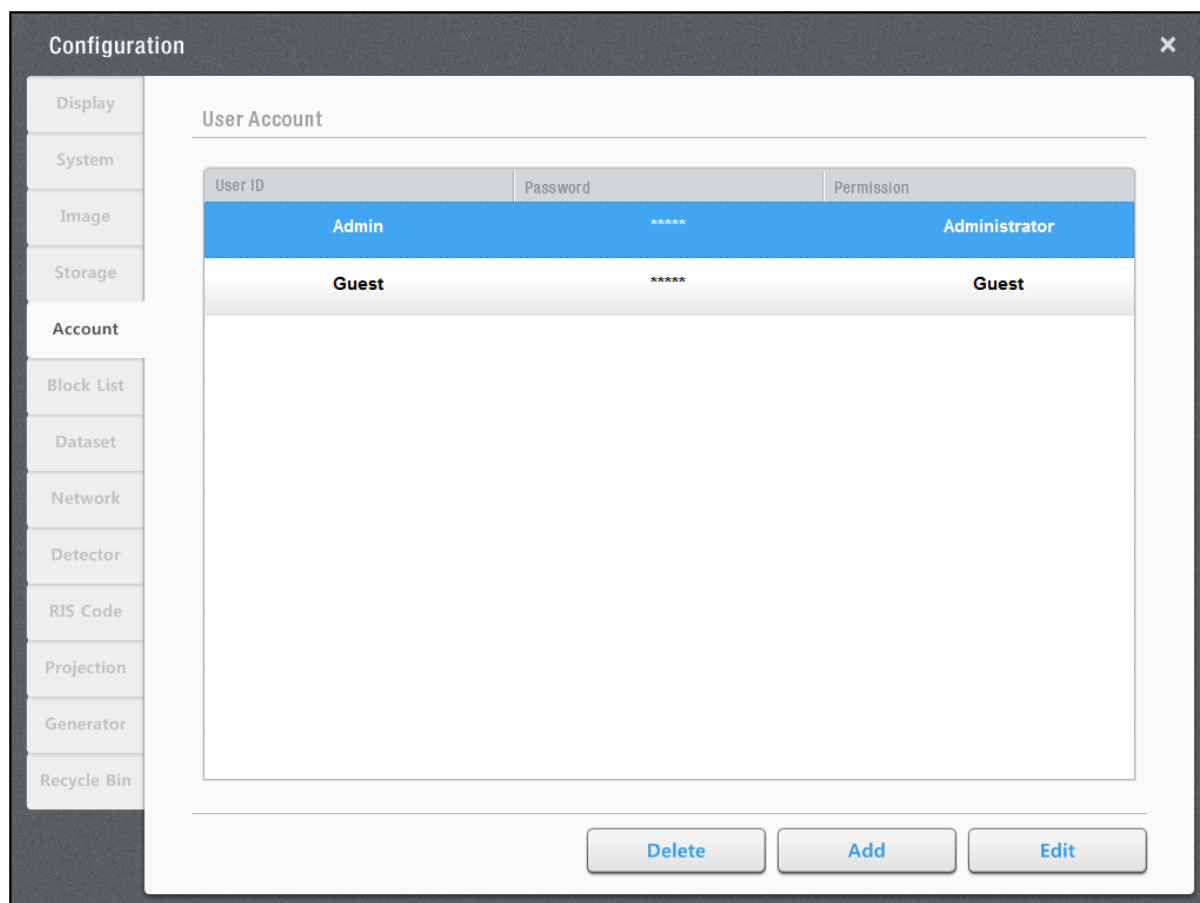 Configuration
Display
System
Image
Storage
Account
Block List
Dataset
Network
Detector
RIS Code
Projection
Generator
Recycle Bin
User Account
User ID Password Permission
Admin ***** Administrator
Guest ***** Guest
Delete Add Edit